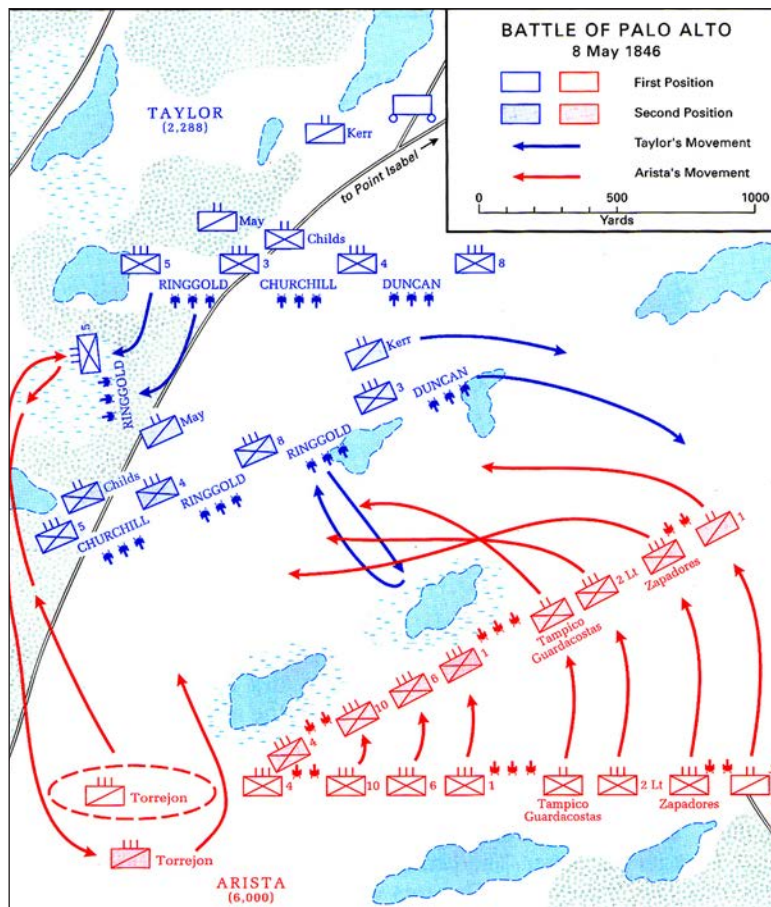 BATTLE OF PALO ALTO
8 May 1846
First Position
Second Position
Taylor's Movement
Arista's Movement
0 500 1000
Yards
TAYLOR
(2,288)
Kerr
to Point Isabel
May
Childs
5 3 4 8
RINGGOLD CHURCHILL DUNCAN
5
RINGGOLD
Kerr
3
DUNCAN
May
8
RINGGOLD
Childs
4
RINGGOLD
5
CHURCHILL
1
Zapadores
2 Lt
Tampico
Guardacostas
1
6
10
4
4 10 6 1
Tampico
Guardacostas
2 Lt
Zapadores
Torrejon
Torrejon
ARISTA
(6,000)